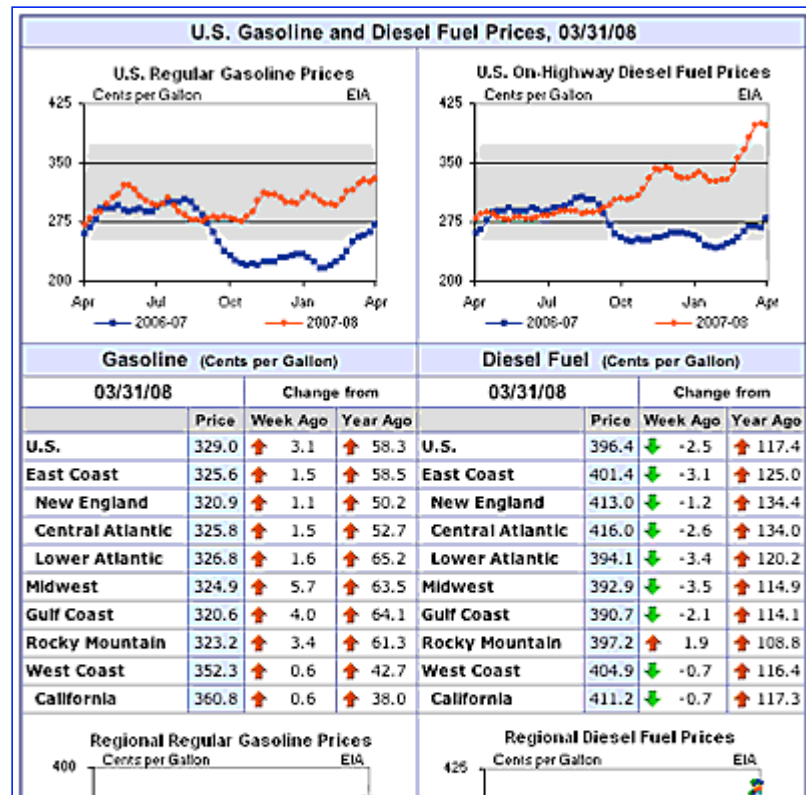 U.S. Gasoline and Diesel Fuel Prices, 03/31/08
U.S. Regular Gasoline Prices
Cents per Gallon EIA
425
350
275
200
Apr Jul Oct Jan Apr
2006-07 2007-08
U.S. On-Highway Diesel Fuel Prices
Cents per Gallon EIA
425
350
275
200
Apr Jul Oct Jan Apr
2006-07 2007-08
Gasoline (Cents per Gallon)
03/31/08 Change from
Price Week Ago Year Ago
U.S. 329.0 3.1 58.3
East Coast 325.6 1.5 58.5
New England 320.9 1.1 50.2
Central Atlantic 325.8 1.5 52.7
Lower Atlantic 326.8 1.6 65.2
Midwest 324.9 5.7 63.5
Gulf Coast 320.6 4.0 64.1
Rocky Mountain 323.2 3.4 61.3
West Coast 352.3 0.6 42.7
California 360.8 0.6 38.0
Diesel Fuel (Cents per Gallon)
03/31/08 Change from
Price Week Ago Year Ago
U.S. 396.4 -2.5 117.4
East Coast 401.4 -3.1 125.0
New England 413.0 -1.2 134.4
Central Atlantic 416.0 -2.6 134.0
Lower Atlantic 394.1 -3.4 120.2
Midwest 392.9 -3.5 114.9
Gulf Coast 390.7 -2.1 114.1
Rocky Mountain 397.2 1.9 108.8
West Coast 404.9 -0.7 116.4
California 411.2 -0.7 117.3
Regional Regular Gasoline Prices
Cents per Gallon EIA
400
Regional Diesel Fuel Prices
Cents per Gallon EIA
425